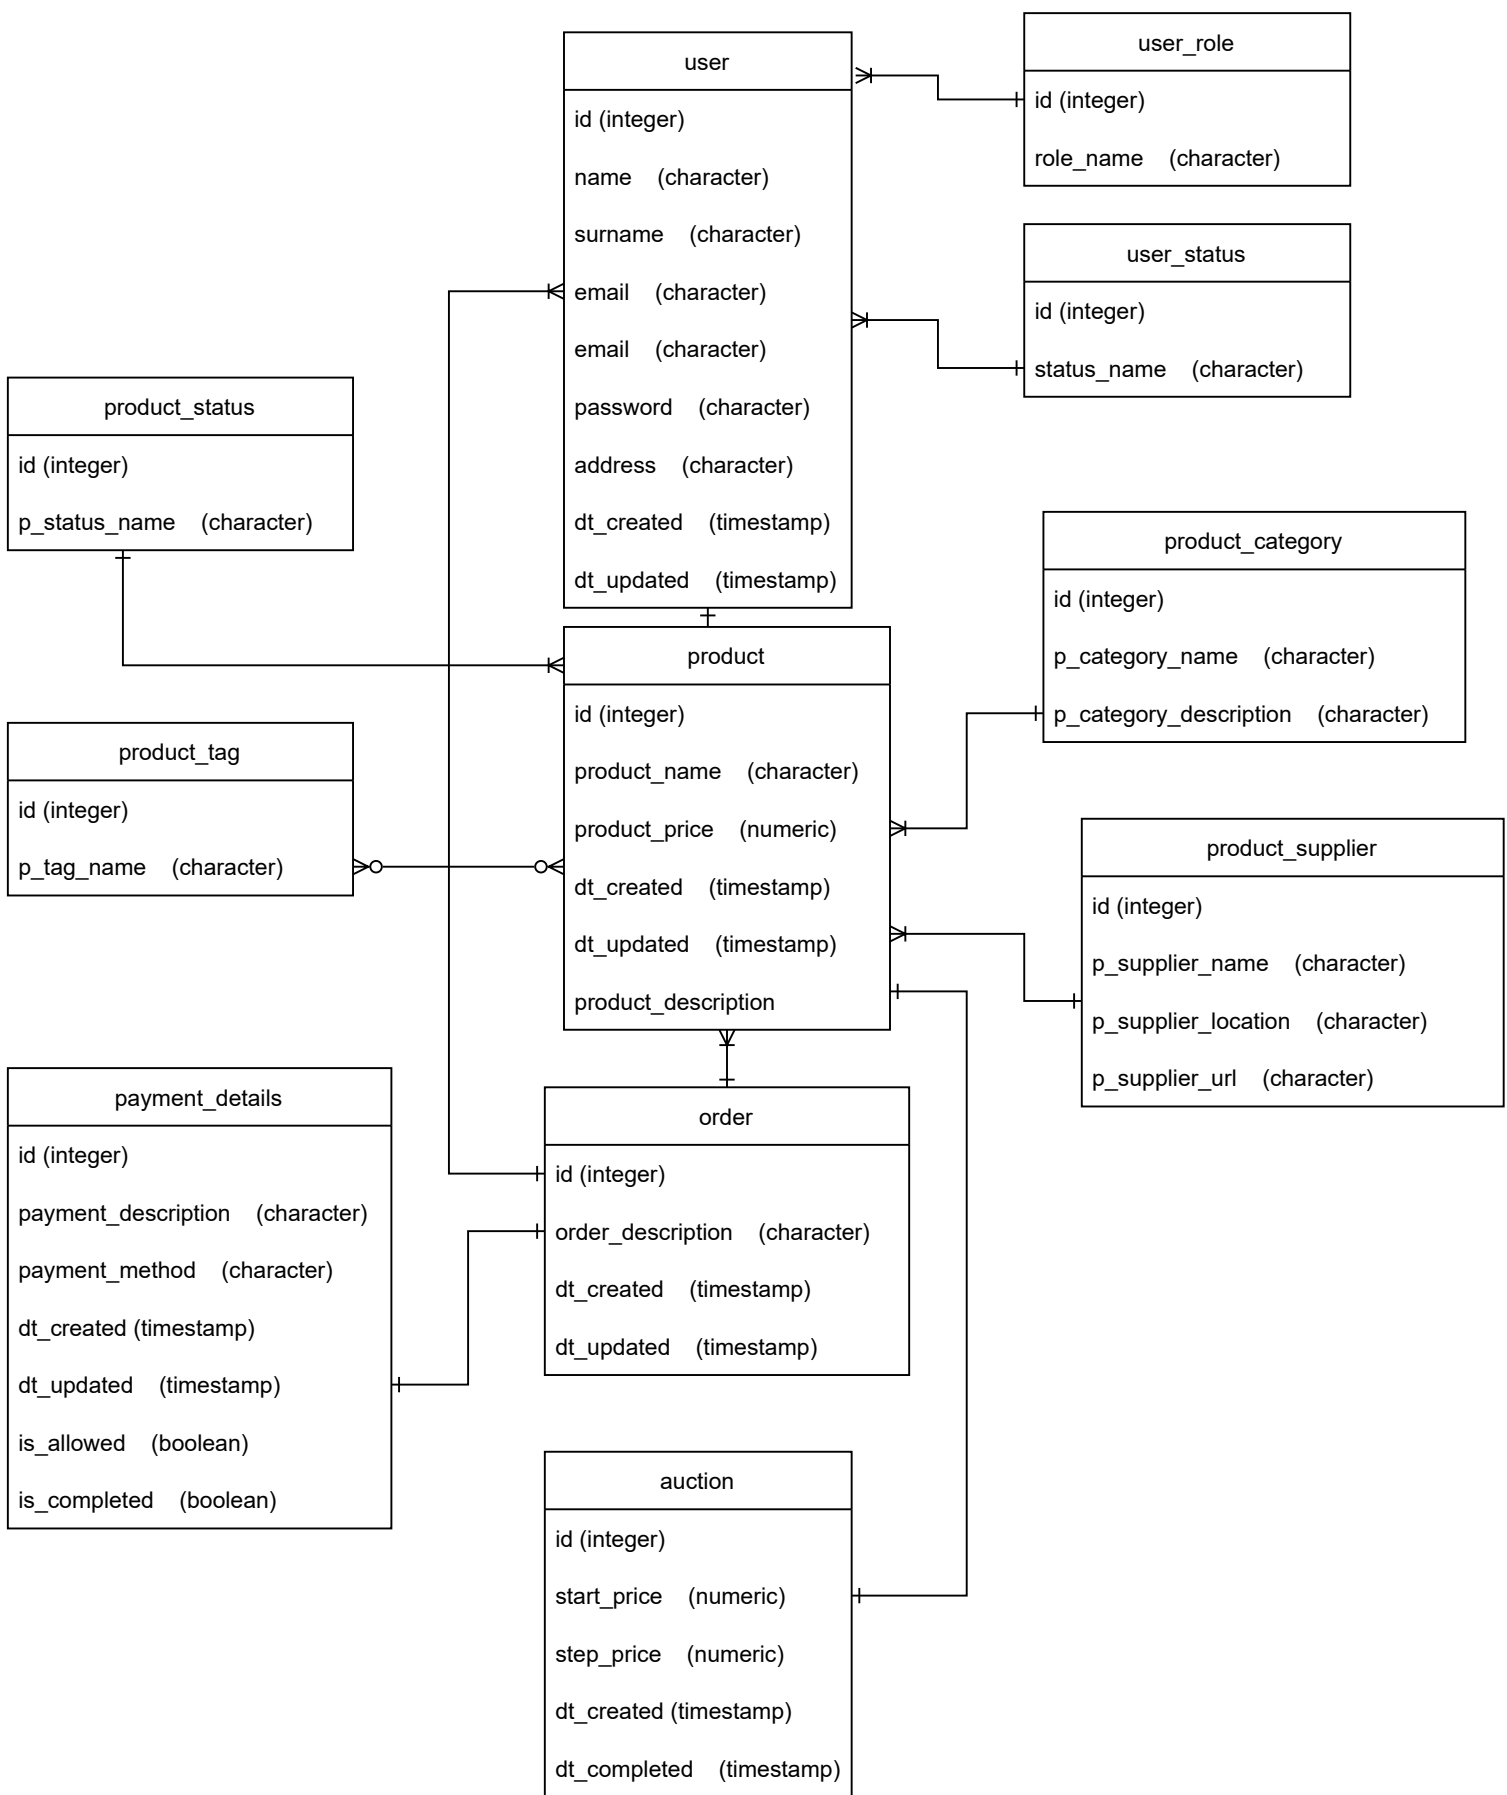 user
id (integer)
name (character)
surname (character)
email (character)
email (character)
password (character)
address (character)
dt_created (timestamp)
dt_updated (timestamp)
user_role
id (integer)
role_name (character)
user_status
id (integer)
status_name (character)
product_status
id (integer)
p_status_name (character)
product_category
id (integer)
p_category_name (character)
p_category_description (character)
product
id (integer)
product_name (character)
product_price (numeric)
dt_created (timestamp)
dt_updated (timestamp)
product_description
product_tag
id (integer)
p_tag_name (character)
product_supplier
id (integer)
p_supplier_name (character)
p_supplier_location (character)
p_supplier_url (character)
payment_details
id (integer)
payment_description (character)
payment_method (character)
dt_created (timestamp)
dt_updated (timestamp)
is_allowed (boolean)
is_completed (boolean)
order
id (integer)
order_description (character)
dt_created (timestamp)
dt_updated (timestamp)
auction
id (integer)
start_price (numeric)
step_price (numeric)
dt_created (timestamp)
dt_completed (timestamp)